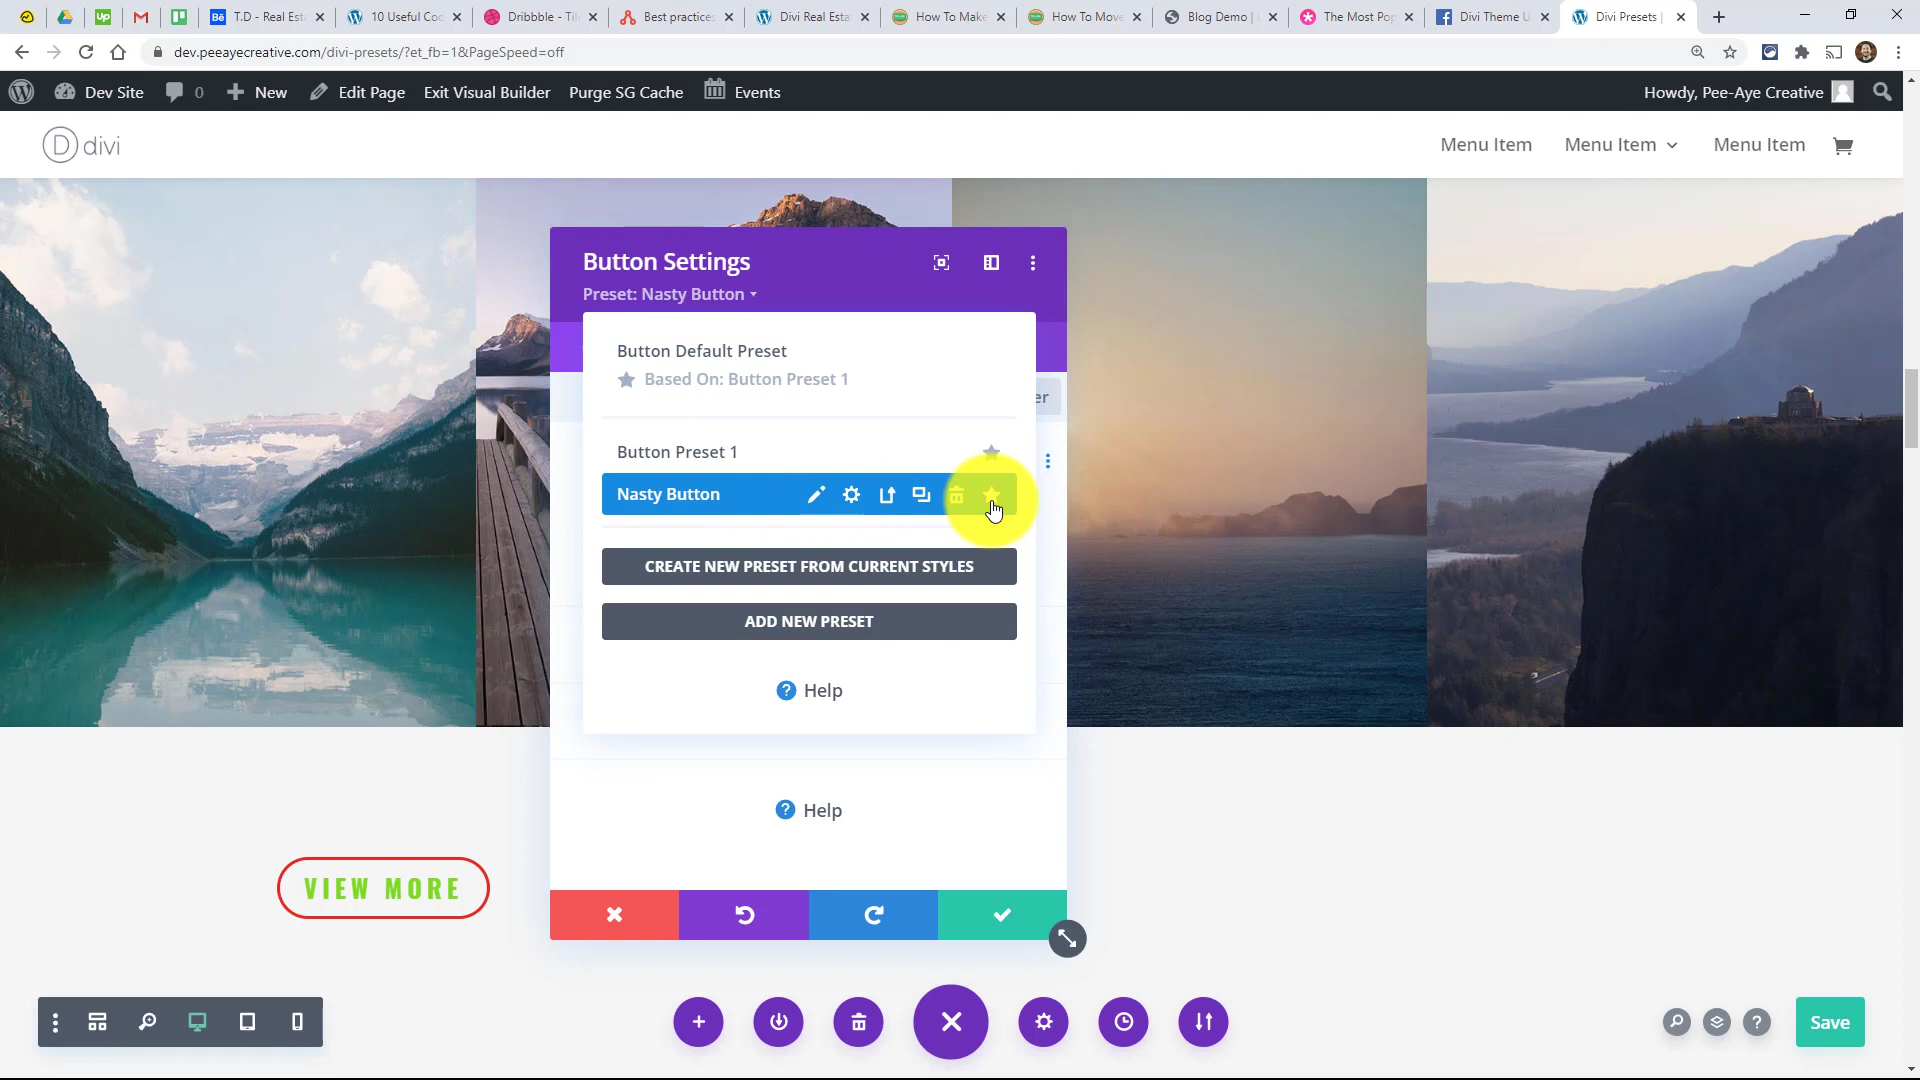 T.D - Real Est
10 Useful Co
Dribbble - Ti
Best practices
Divi Real Esta
How To Make
How To Move
Blog Demo |
The Most Po
Divi Theme U
Divi Presets |
dev.peeayecreative.com/divi-presets/?et_fb=1&PageSpeed=off
Dev Site
0
New
Edit Page
Exit Visual Builder
Purge SG Cache
Events
Howdy, Pee-Aye Creative
D divi
Menu Item
Menu Item
Menu Item
Button Settings
Preset: Nasty Button
Button Default Preset
Based On: Button Preset 1
er
Button Preset 1
Nasty Button
CREATE NEW PRESET FROM CURRENT STYLES
ADD NEW PRESET
? Help
? Help
VIEW MORE
?
Save